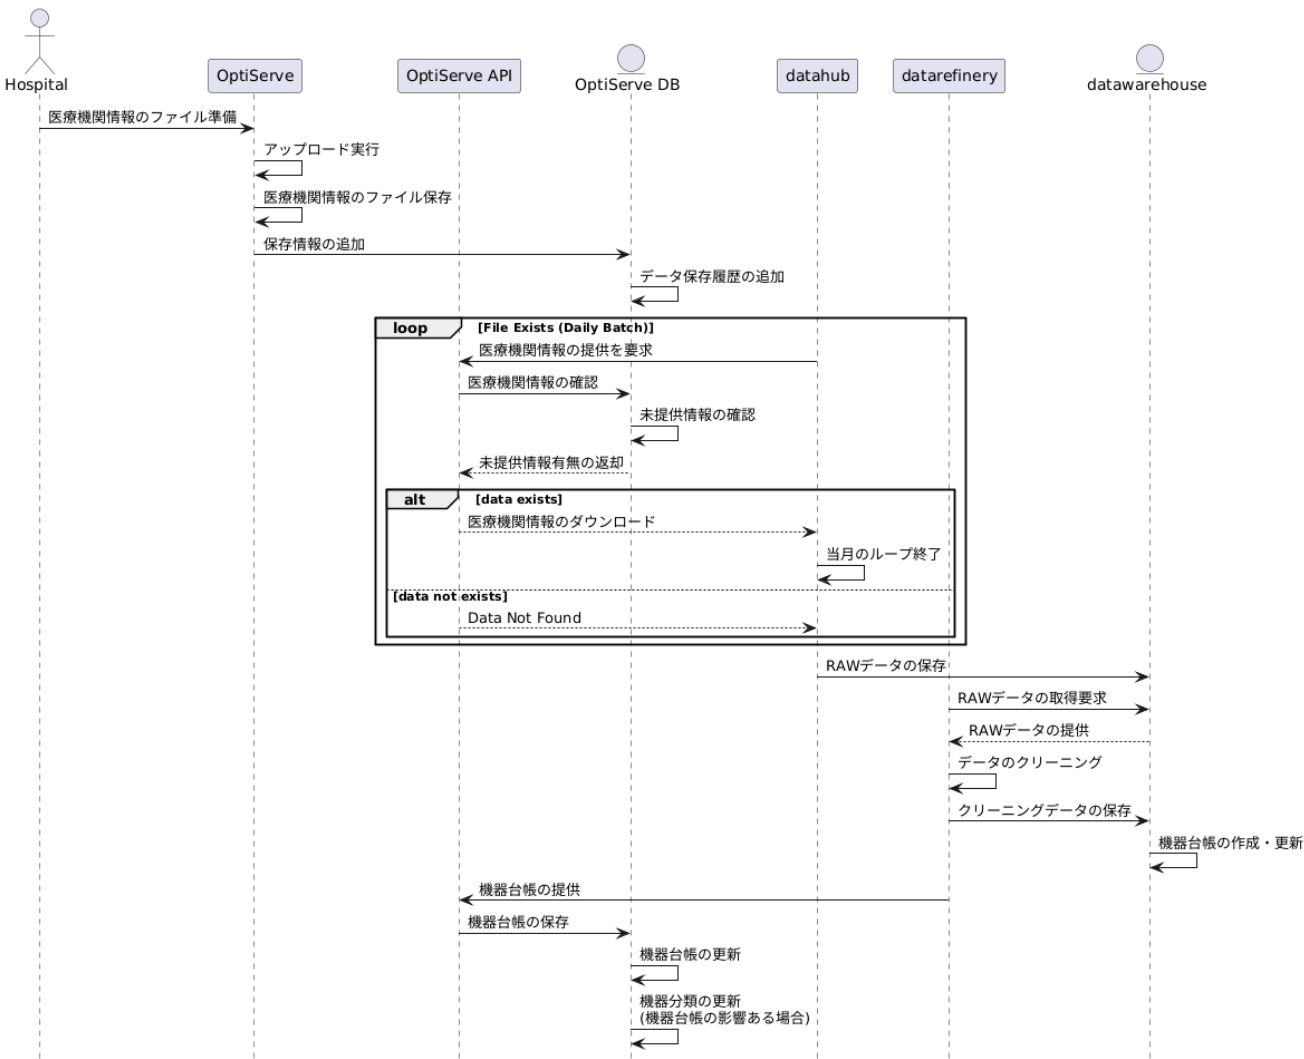 Hospital
OptiServe
OptiServe API
OptiServe DB
datahub
datarefinery
datawarehouse
医療機関情報のファイル準備
アップロード実行
医療機関情報のファイル保存
保存情報の追加
データ保存履歴の追加
loop
[File Exists (Daily Batch)]
医療機関情報の提供を要求
医療機関情報の確認
未提供情報の確認
未提供情報有無の返却
alt
[data exists]
医療機関情報のダウンロード
当月のループ終了
[data not exists]
Data Not Found
RAWデータの保存
RAWデータの取得要求
RAWデータの提供
データのクリーニング
クリーニングデータの保存
機器台帳の作成・更新
機器台帳の提供
機器台帳の保存
機器台帳の更新
機器分類の更新
(機器台帳の影響ある場合)